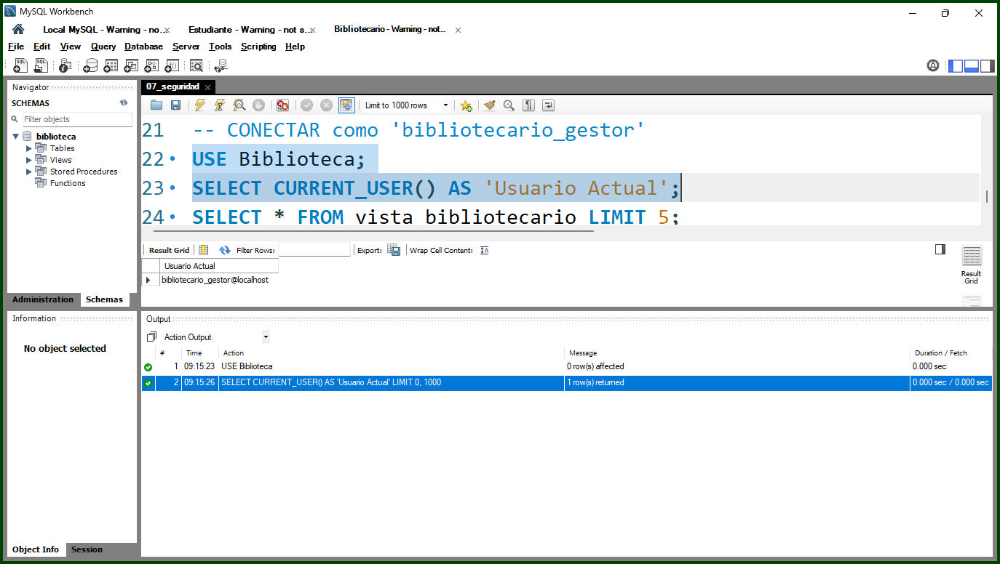 MySQL Workbench
Local MySQL - Warning - no... Estudiante - Warning - not s... Bibliotecario - Warning - not...
File Edit View Query Database Server Tools Scripting Help
Navigator
SCHEMAS
Filter objects
biblioteca
Tables
Views
Stored Procedures
Functions
Administration Schemas
Information
No object selected
Object Info Session
07_seguridad
Limit to 1000 rows
21 -- CONECTAR como 'bibliotecario_gestor'
22 USE Biblioteca;
23 SELECT CURRENT_USER() AS 'Usuario Actual';
24 SELECT * FROM vista bibliotecario LIMIT 5;
Result Grid Filter Rows: Export: Wrap Cell Content: IA
Usuario Actual
bibliotecario_gestor@localhost
Result
Grid
Output
Action Output
# Time Action Message Duration / Fetch
1 09:15:23 USE Biblioteca 0 row(s) affected 0.000 sec
2 09:15:26 SELECT CURRENT_USER() AS 'Usuario Actual' LIMIT 0, 1000 1 row(s) returned 0.000 sec / 0.000 sec